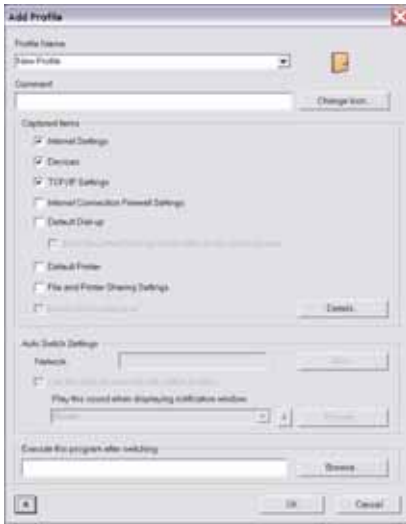 Add Profile
Profile Name
New Profile
Comment
Change Icon...
Captured Items
Internet Settings
Devices
TCP/IP Settings
Internet Connection Firewall Settings
Default Dial-up
Default Printer
File and Printer Sharing Settings
Details...
Auto Switch Settings
Network
Play this sound when displaying notification window
Execute this program after switching
Browse...
OK
Cancel